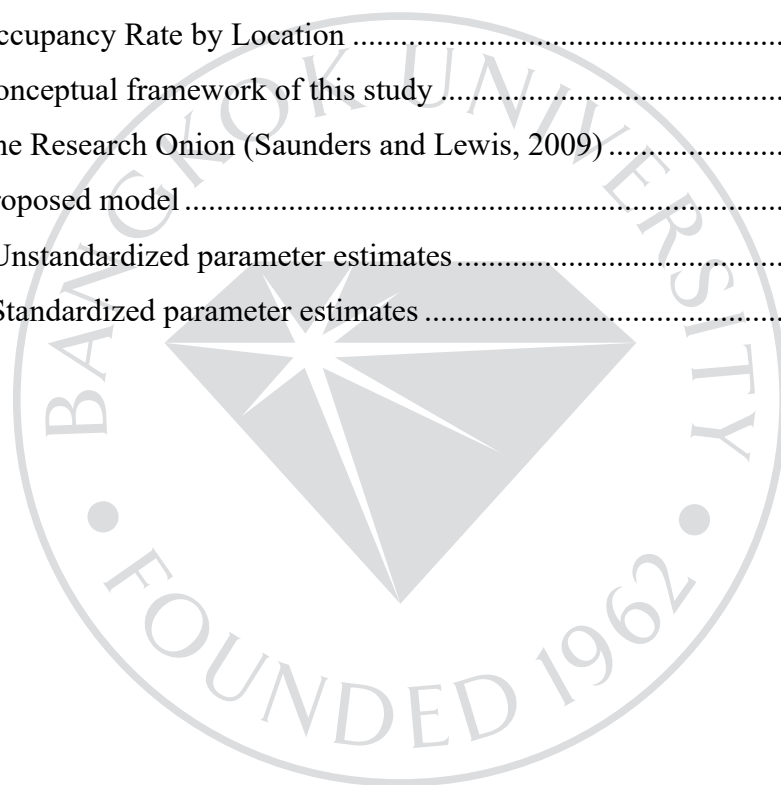 ccupancy Rate by Location ..........................................................
onceptual framework of this study ...............................................
he Research Onion (Saunders and Lewis, 2009) ........................
roposed model ..............................................................................
Unstandardized parameter estimates ............................................
Standardized parameter estimates ................................................
BANGKOK UNIVERSITY
• FOUNDED 1962 •